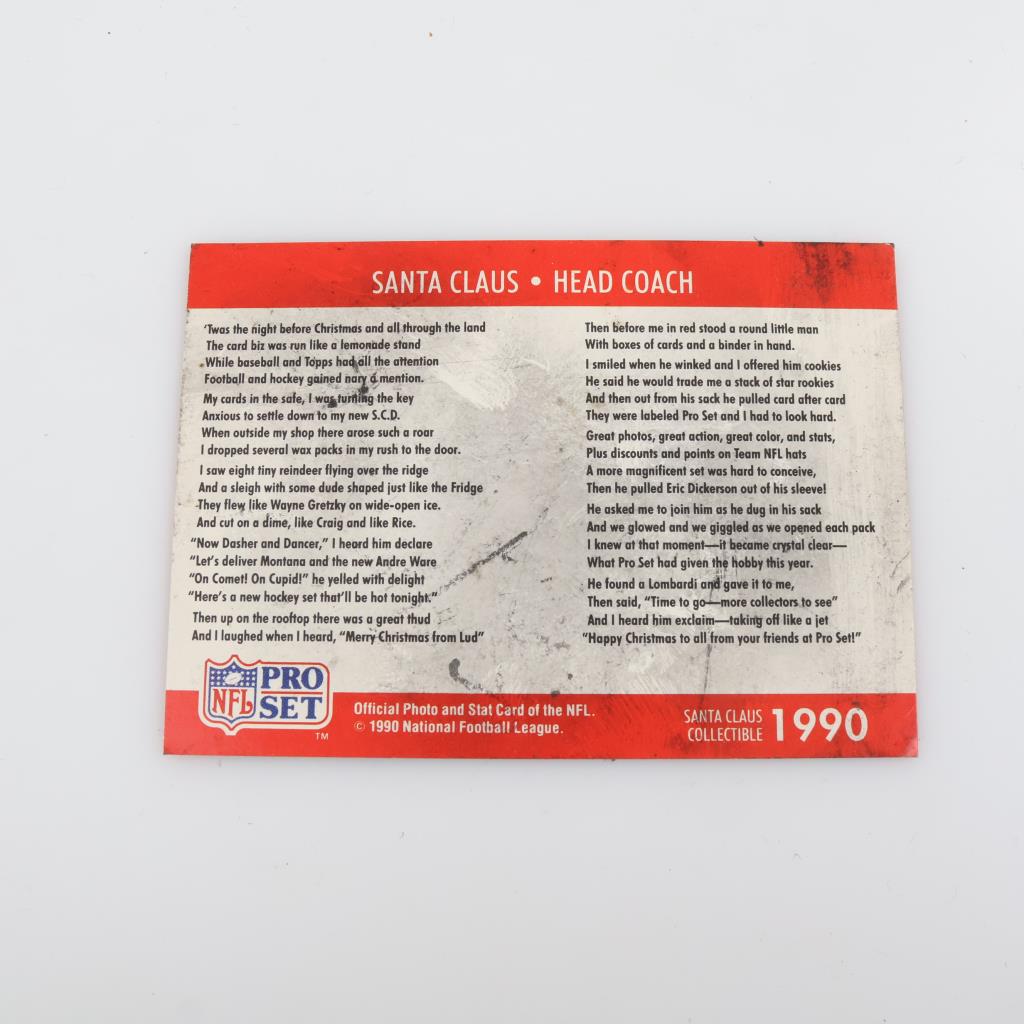 SANTA CLAUS • HEAD COACH
'Twas the night before Christmas and all through the land
The card biz was run like a lemonade stand
While baseball and Topps had all the attention
Football and hockey gained nary a mention.
My cards in the safe, I was turning the key
Anxious to settle down to my new S.C.D.
When outside my shop there arose such a roar
I dropped several wax packs in my rush to the door.
I saw eight tiny reindeer flying over the ridge
And a sleigh with some dude shaped just like the Fridge
They flew like Wayne Gretzky on wide-open ice.
And cut on a dime, like Craig and like Rice.
"Now Dasher and Dancer," I heard him declare
"Let's deliver Montana and the new Andre Ware
"On Comet! On Cupid!" he yelled with delight
"Here's a new hockey set that'll be hot tonight."
Then up on the rooftop there was a great thud
And I laughed when I heard, "Merry Christmas from Lud"
Then before me in red stood a round little man
With boxes of cards and a binder in hand.
I smiled when he winked and I offered him cookies
He said he would trade me a stack of star rookies
And then out from his sack he pulled card after card
They were labeled Pro Set and I had to look hard.
Great photos, great action, great color, and stats,
Plus discounts and points on Team NFL hats
A more magnificent set was hard to conceive,
Then he pulled Eric Dickerson out of his sleeve!
He asked me to join him as he dug in his sack
And we glowed and we giggled as we opened each pack
I knew at that moment—it became crystal clear—
What Pro Set had given the hobby this year.
He found a Lombardi and gave it to me,
Then said, "Time to go—more collectors to see"
And I heard him exclaim—taking off like a jet
"Happy Christmas to all from your friends at Pro Set!"
NFL PRO SET TM
Official Photo and Stat Card of the NFL.
© 1990 National Football League.
SANTA CLAUS
COLLECTIBLE 1990